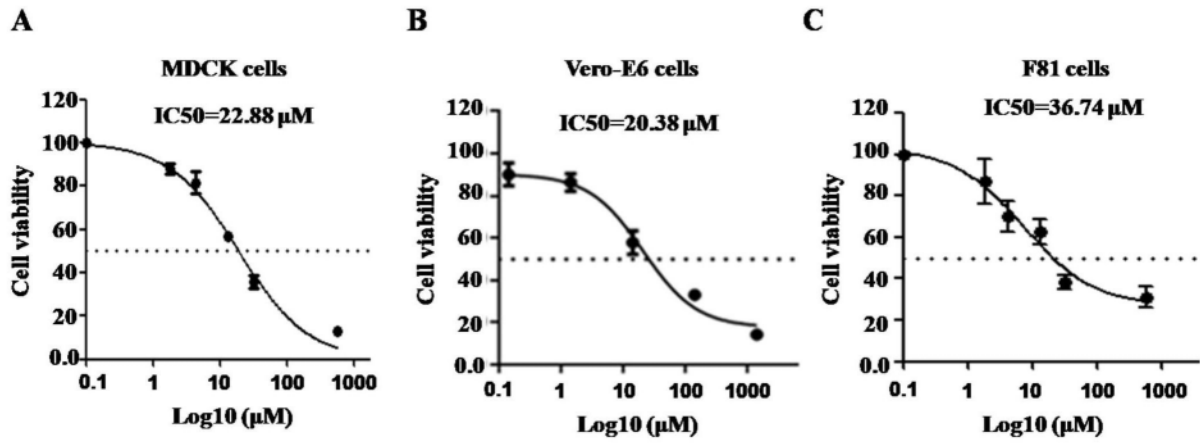 A
MDCK cells
IC50=22.88 μM
Cell viability
120
100
80
60
40
20
0.0
0.1 1 10 100 1000
Log10 (μM)
B
Vero-E6 cells
IC50=20.38 μM
Cell viability
120
100
80
60
40
20
0.0
0.1 1 10 100 1000
Log10 (μM)
C
F81 cells
IC50=36.74 μM
Cell viability
120
100
80
60
40
20
0.0
0.1 1 10 100 1000
Log10 (μM)